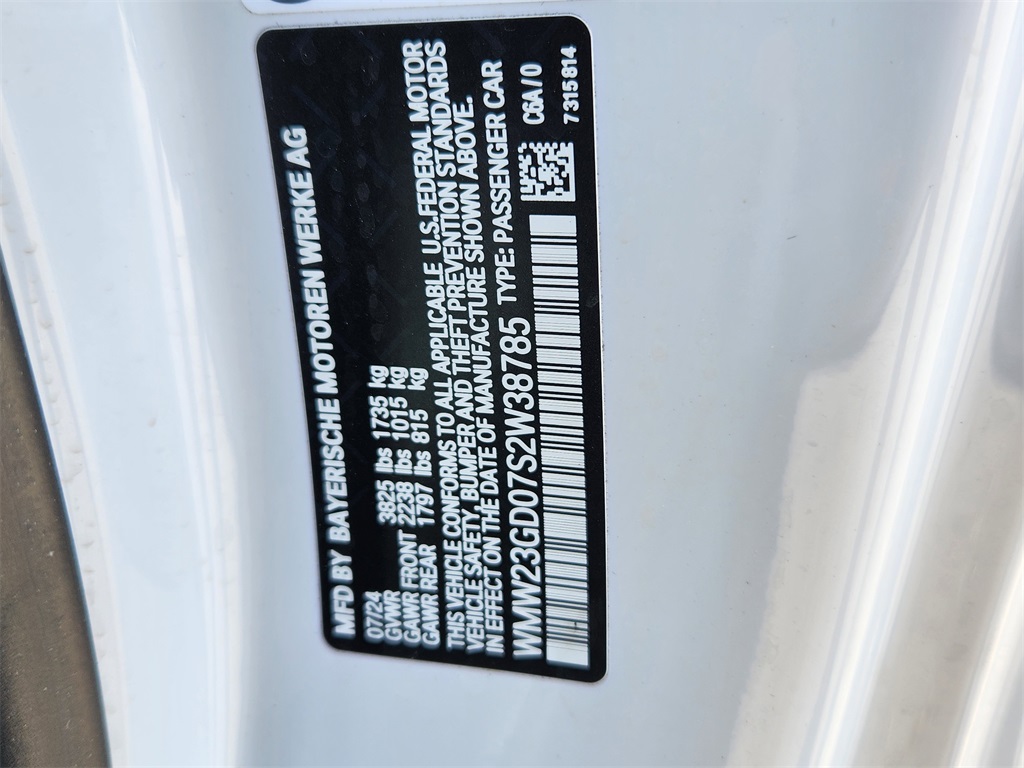 MFD BY BAYERISCHE MOTOREN WERKE AG
07/24
GVWR 3825 lbs 1735 kg
GAWR FRONT 2238 lbs 1015 kg
GAWR REAR 1797 lbs 815 kg
THIS VEHICLE CONFORMS TO ALL APPLICABLE U.S.FEDERAL MOTOR
VEHICLE SAFETY, BUMPER AND THEFT PREVENTION STANDARDS
IN EFFECT ON THE DATE OF MANUFACTURE SHOWN ABOVE.
WMW23GD07S2W38785 TYPE: PASSENGER CAR
C6A/0
7315814